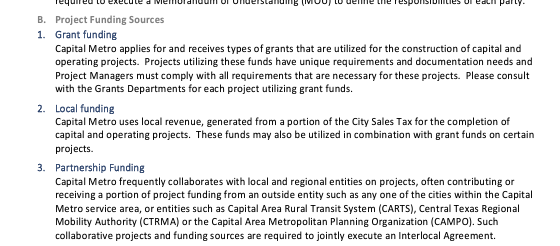 required to execute a Memorandum of Understanding (MOU) to define the responsibilities of each party.
B. Project Funding Sources
1. Grant funding
Capital Metro applies for and receives types of grants that are utilized for the construction of capital and
operating projects. Projects utilizing these funds have unique requirements and documentation needs and
Project Managers must comply with all requirements that are necessary for these projects. Please consult
with the Grants Departments for each project utilizing grant funds.
2. Local funding
Capital Metro uses local revenue, generated from a portion of the City Sales Tax for the completion of
capital and operating projects. These funds may also be utilized in combination with grant funds on certain
projects.
3. Partnership Funding
Capital Metro frequently collaborates with local and regional entities on projects, often contributing or
receiving a portion of project funding from an outside entity such as any one of the cities within the Capital
Metro service area, or entities such as Capital Area Rural Transit System (CARTS), Central Texas Regional
Mobility Authority (CTRMA) or the Capital Area Metropolitan Planning Organization (CAMPO). Such
collaborative projects and funding sources are required to jointly execute an Interlocal Agreement.